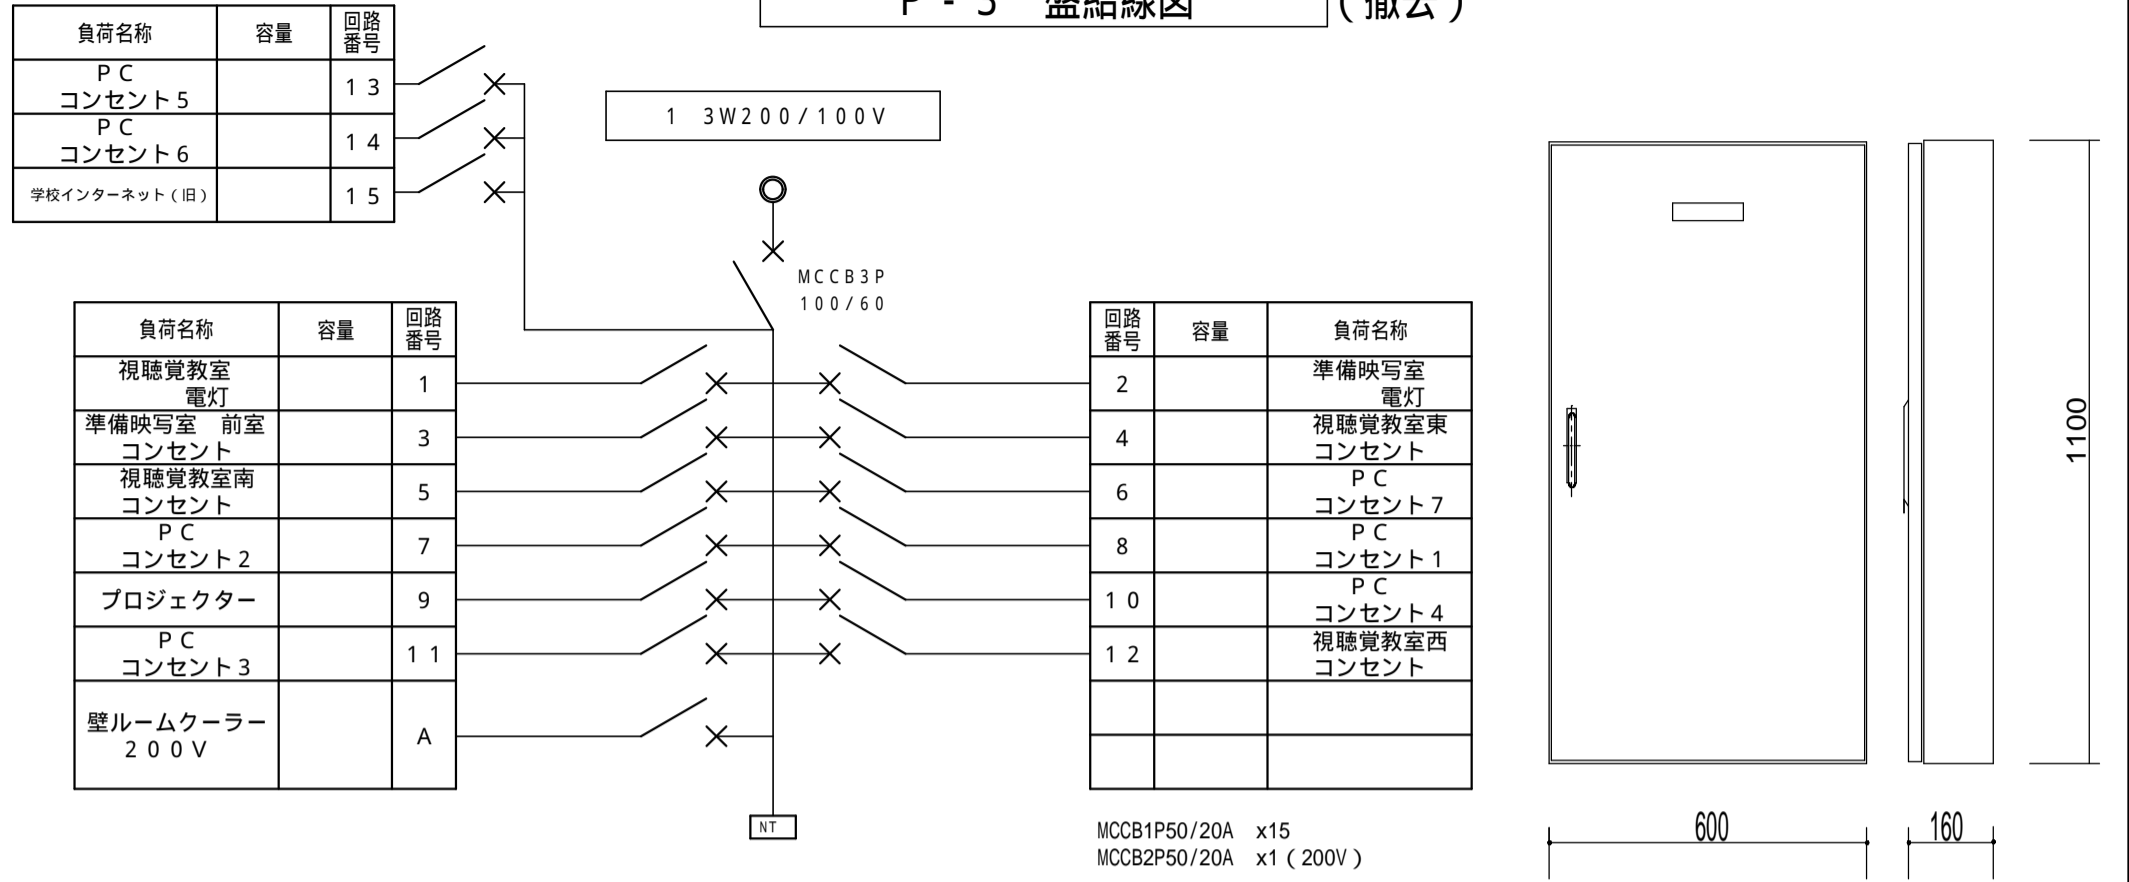 P - 3 盤結線図 (撤去)
負荷名称 容量 回路番号
PC コンセント5 13
PC コンセント6 14
学校インターネット(旧) 15
1 3W200/100V
MCCB3P
100/60
負荷名称 容量 回路番号
視聴覚教室 電灯 1
準備映写室 前室 コンセント 3
視聴覚教室南 コンセント 5
PC コンセント2 7
プロジェクター 9
PC コンセント3 11
壁ルームクーラー 200V A
NT
回路番号 容量 負荷名称
2 準備映写室 電灯
4 視聴覚教室東 コンセント
6 PC コンセント7
8 PC コンセント1
10 PC コンセント4
12 視聴覚教室西 コンセント
MCCB1P50/20A x15
MCCB2P50/20A x1(200V)
1100
600
160